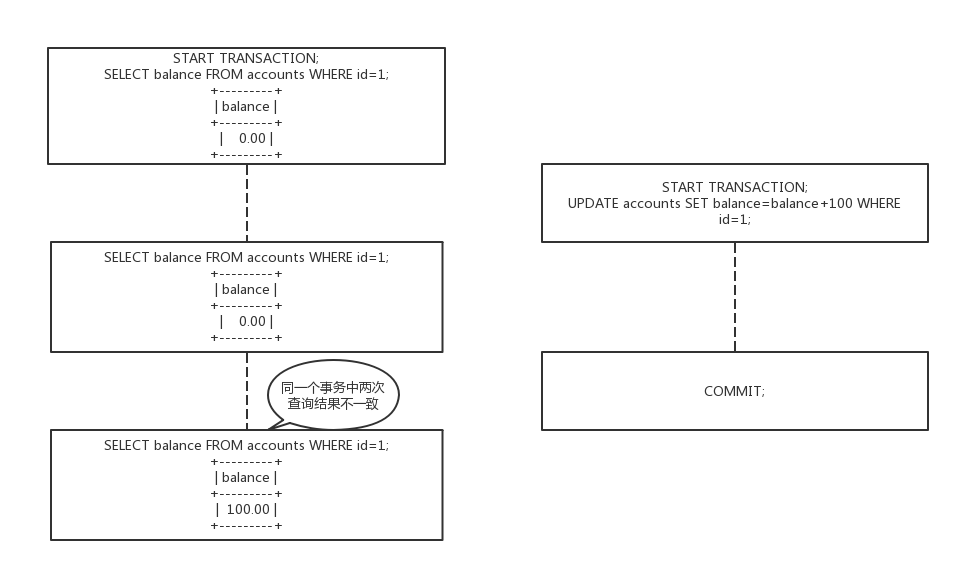 START TRANSACTION;
SELECT balance FROM accounts WHERE id=1;
+---------+
| balance |
+---------+
|    0.00 |
+---------+
START TRANSACTION;
UPDATE accounts SET balance=balance+100 WHERE
id=1;
SELECT balance FROM accounts WHERE id=1;
+---------+
| balance |
+---------+
|    0.00 |
+---------+
同一个事务中两次
查询结果不一致
COMMIT;
SELECT balance FROM accounts WHERE id=1;
+---------+
| balance |
+---------+
|  100.00 |
+---------+